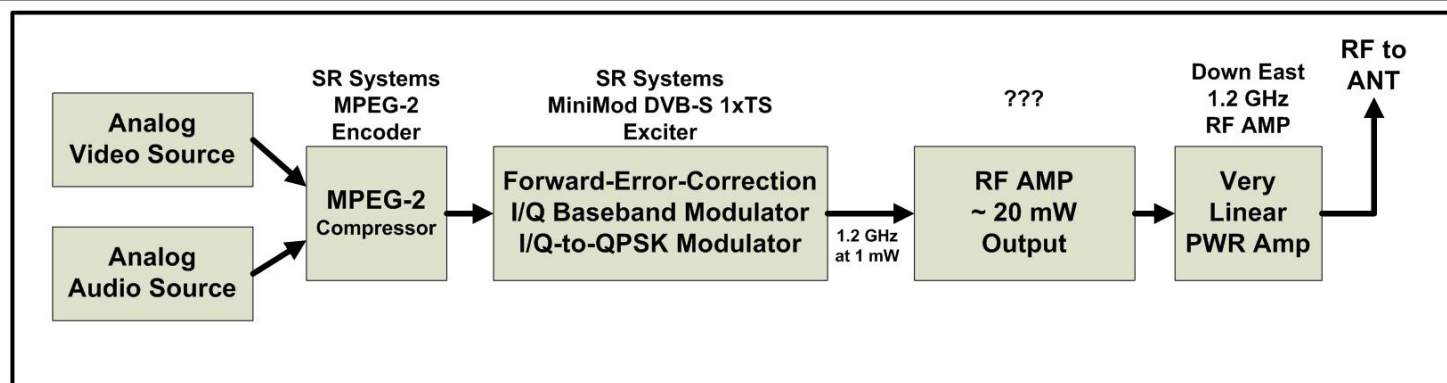 Analog
Video Source
Analog
Audio Source
SR Systems
MPEG-2
Encoder
MPEG-2
Compressor
SR Systems
MiniMod DVB-S 1xTS
Exciter
Forward-Error-Correction
I/Q Baseband Modulator
I/Q-to-QPSK Modulator
1.2 GHz
at 1 mW
???
RF AMP
~ 20 mW
Output
Down East
1.2 GHz
RF AMP
Very
Linear
PWR Amp
RF to
ANT